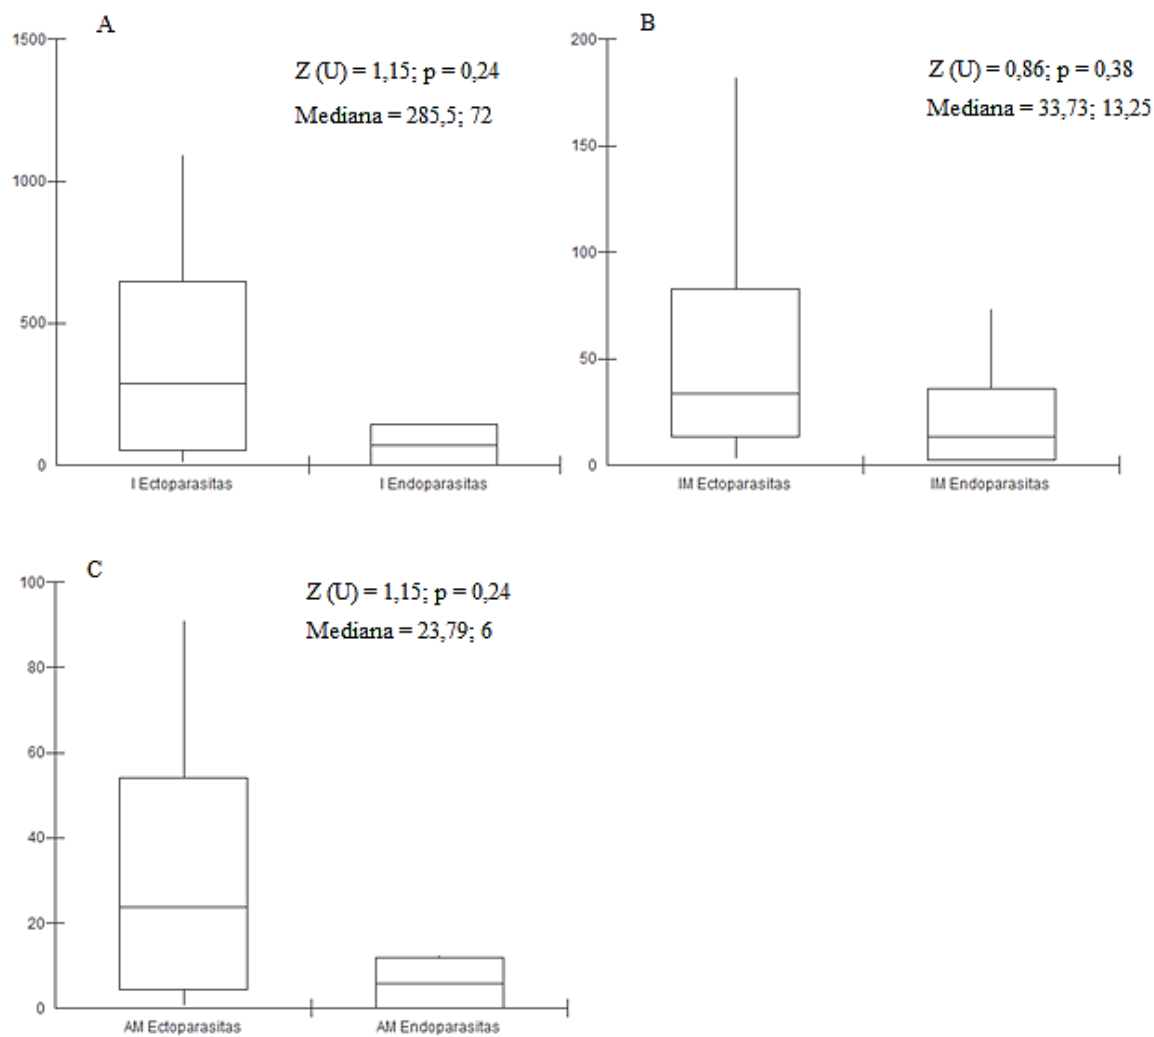 A
Z (U) = 1,15; p = 0,24
Mediana = 285,5; 72
1500
1000
500
0
I Ectoparasitas
I Endoparasitas
B
Z (U) = 0,86; p = 0,38
Mediana = 33,73; 13,25
200
150
100
50
0
IM Ectoparasitas
IM Endoparasitas
C
Z (U) = 1,15; p = 0,24
Mediana = 23,79; 6
100
80
60
40
20
0
AM Ectoparasitas
AM Endoparasitas